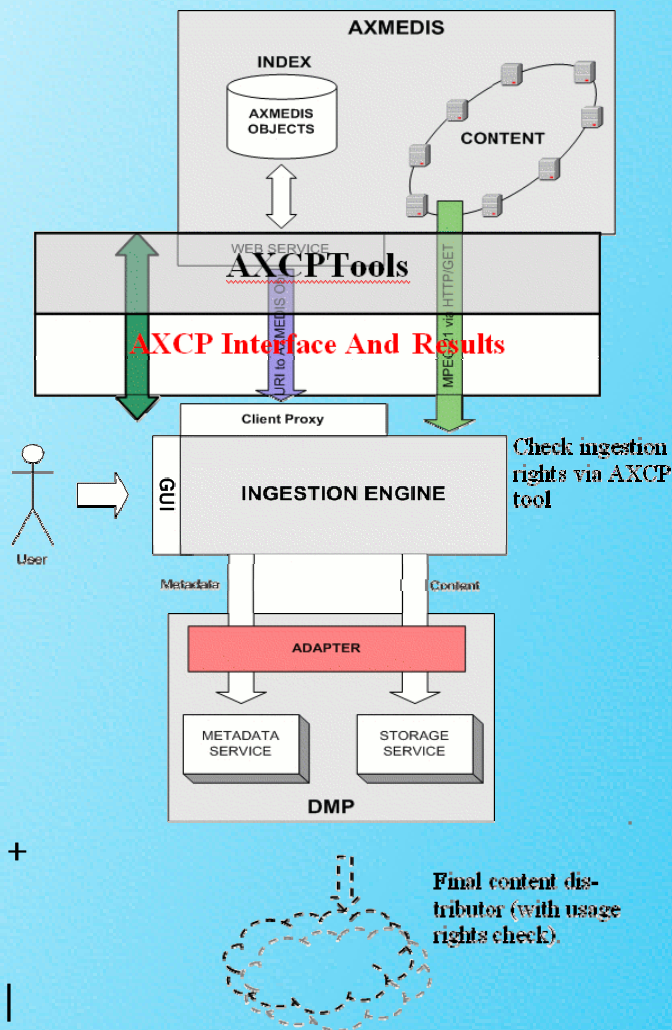 AXMEDIS
INDEX
AXMEDIS
OBJECTS
CONTENT
WEB SERVICE
AXCPTools
URI to AXMEDIS
MPEG via HTTP/GET
AXCP Interface And Results
Client Proxy
GUI
INGESTION ENGINE
Check ingestion
rights via AXCP
tool
User
Metadata
Content
ADAPTER
METADATA
SERVICE
STORAGE
SERVICE
DMP
+
Final content dis-
tributor (with usage
rights check).